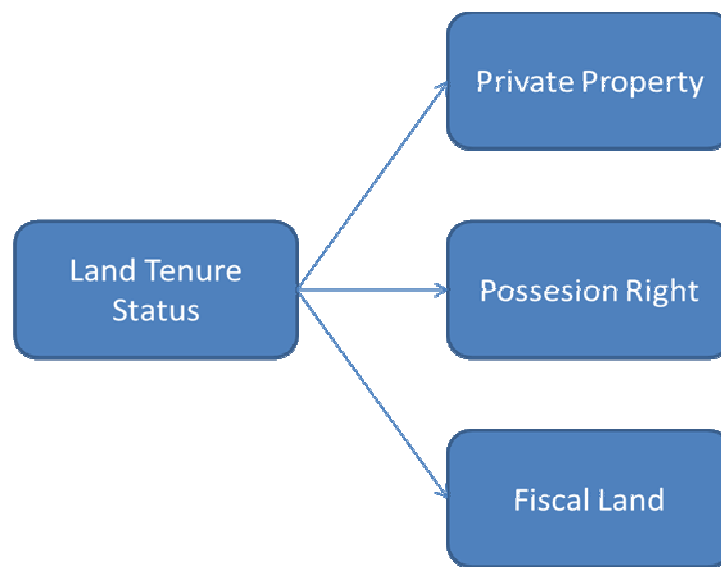 Private Property
Land Tenure
Status
Possesion Right
Fiscal Land